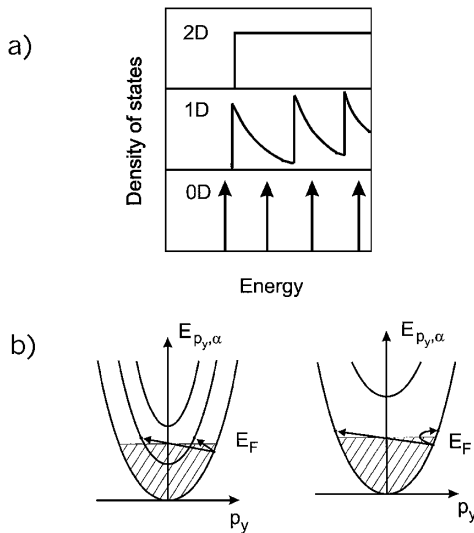 a)
Density of states
2D
1D
0D
Energy
b)
E_{p_y,α}
E_F
p_y
E_{p_y,α}
E_F
p_y